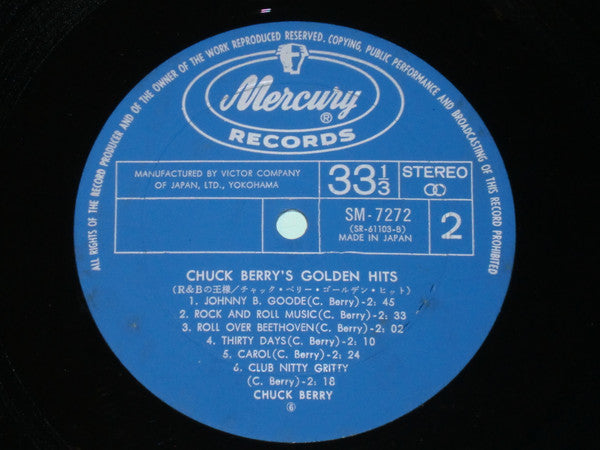 ALL RIGHTS OF THE RECORD PRODUCER AND OF THE OWNER OF THE WORK REPRODUCED RESERVED. COPYING, PUBLIC PERFORMANCE AND BROADCASTING OF THIS RECORD PROHIBITED
Mercury ®
RECORDS
MANUFACTURED BY VICTOR COMPANY
OF JAPAN, LTD., YOKOHAMA
33 1/3
STEREO
SM-7272
(SR-61103-B)
MADE IN JAPAN
2
CHUCK BERRY'S GOLDEN HITS
(R&Bの王様/チャック・ベリー・ゴールデン・ヒット)
1. JOHNNY B. GOODE(C. Berry)-2: 45
2. ROCK AND ROLL MUSIC(C. Berry)-2: 33
3. ROLL OVER BEETHOVEN(C. Berry)-2: 02
4. THIRTY DAYS(C. Berry)-2: 10
5. CAROL(C. Berry)-2: 24
6. CLUB NITTY GRITTY
(C. Berry)-2: 18
CHUCK BERRY
⑥